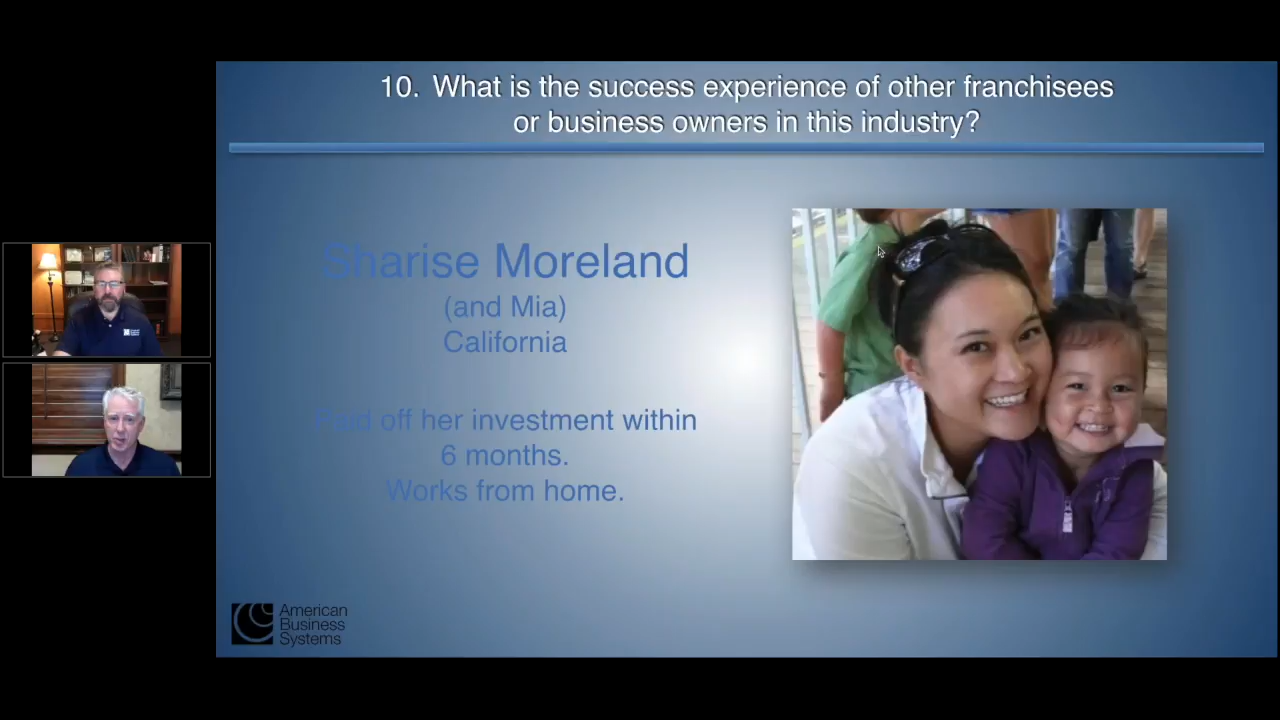 10. What is the success experience of other franchisees
or business owners in this industry?
Sharise Moreland
(and Mia)
California
Paid off her investment within
6 months.
Works from home.
American
Business
Systems